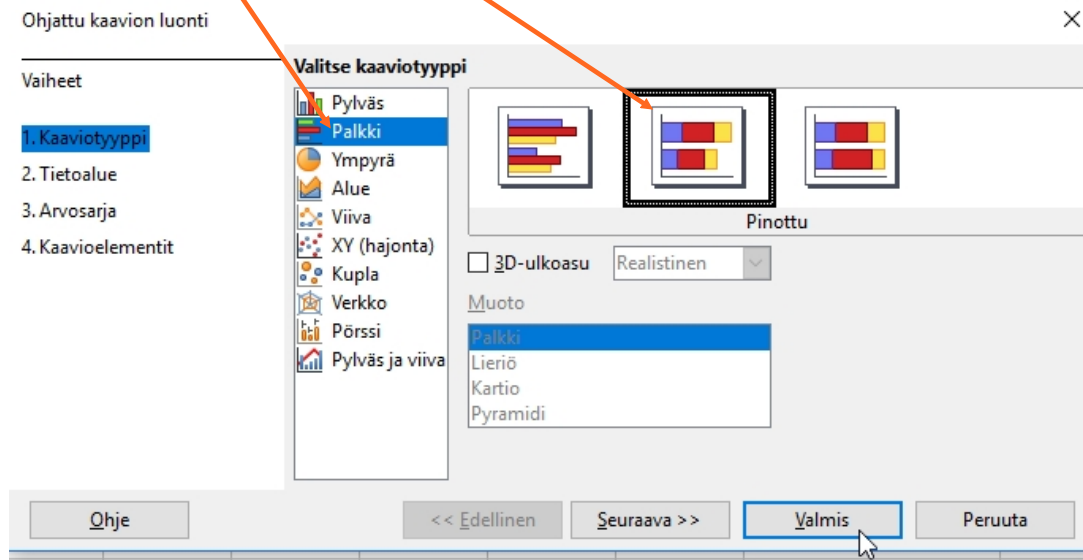 Ohjattu kaavion luonti
Vaiheet
1. Kaaviotyyppi
2. Tietoalue
3. Arvosarja
4. Kaavioelementit
Valitse kaaviotyyppi
Pylväs
Palkki
Ympyrä
Alue
Viiva
XY (hajonta)
Kupla
Verkko
Pörssi
Pylväs ja viiva
Pinottu
3D-ulkoasu
Realistinen
Muoto
Palkki
Lieriö
Kartio
Pyramidi
Ohje
<< Edellinen
Seuraava >>
Valmis
Peruuta